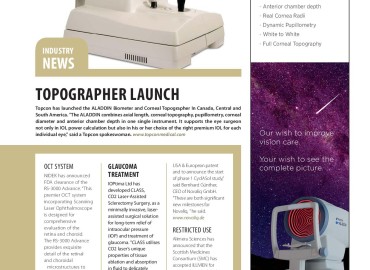 INDUSTRY
NEWS
TOPOGRAPHER LAUNCH
Topcon has launched the ALADDIN Biometer and Corneal Topographer in Canada, Central and
South America. "The ALADDIN combines axial length, corneal topography, pupillometry, corneal
diameter and anterior chamber depth in one single instrument. It supports the eye surgeon
not only in IOL power calculation but also in his or her choice of the right premium IOL for each
individual eye," said a Topcon spokeswoman. www.topconmedical.com
OCT SYSTEM
NIDEK has announced
FDA clearance of the
RS-3000 Advance. "This
premier OCT system
incorporating Scanning
Laser Ophthalmoscope
is designed for
comprehensive
evaluation of the
retina and choroid.
The RS-3000 Advance
provides exquisite
detail of the retinal
and choroidal
microstructures to
GLAUCOMA
TREATMENT
IOPtima Ltd has
developed CLASS,
CO2 Laser-Assisted
Sclerectomy Surgery, as a
minimally invasive, laser-
assisted surgical solution
for long-term relief of
intraocular pressure
(IOP) and treatment of
glaucoma. "CLASS utilises
CO2 laser's unique
properties of tissue
ablation and absorption
in fluid to delicately
USA & European patent
and to announce the start
of phase 1 CyMGot study,"
said Bernhard Günther,
CEO of Novaliq GmbH.
"These are both significant
new milestones for
Novaliq," he said.
www.novaliq.de
RESTRICTED USE
Alimera Sciences has
announced that the
Scottish Medicines
Consortium (SMC) has
accepted ILUVIEN for
· Anterior chamber depth
· Real Cornea Radii
· Dynamic Pupillometry
· White to White
· Full Corneal Topography
Our wish to improve
vision care.
Your wish to see the
complete picture.